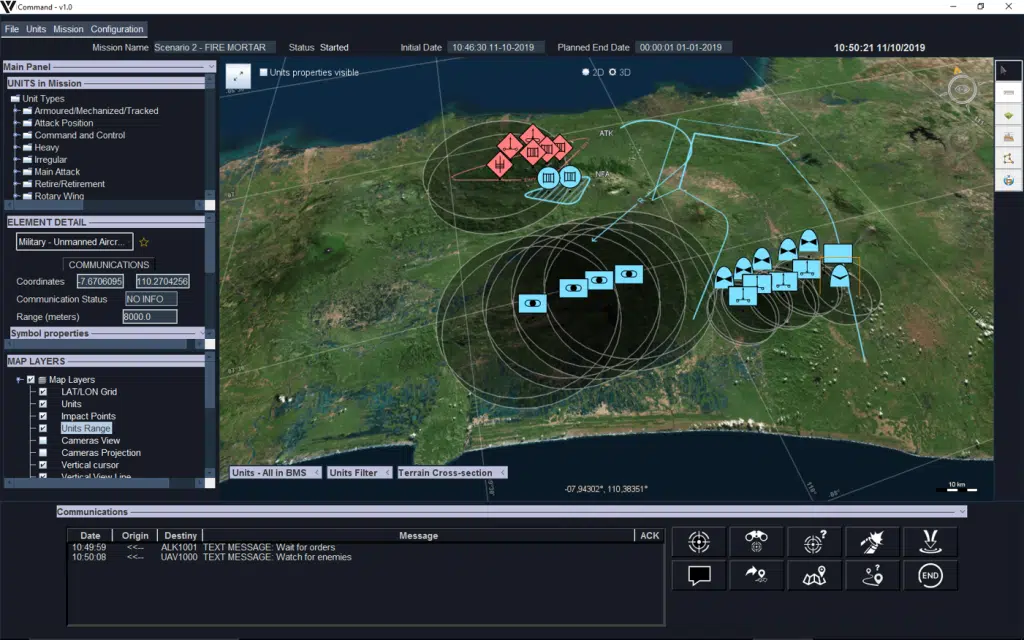 Command - v1.0
File Units Mission Configuration
Mission Name Scenario 2 - FIRE MORTAR Status Started Initial Date 10:46:30 11-10-2019 Planned End Date 00:00:01 01-01-2019 10:50:21 11/10/2019
Main Panel
UNITS in Mission
Unit Types
Armoured/Mechanized/Tracked
Attack Position
Command and Control
Heavy
Irregular
Main Attack
Retire/Retirement
Rotary Wing
ELEMENT DETAIL
Military - Unmanned Aircr...
COMMUNICATIONS
Coordinates -7.6706095 110.2704256
Communication Status NO INFO
Range (meters) 8000.0
Symbol properties
MAP LAYERS
Map Layers
LAT/LON Grid
Units
Impact Points
Units Range
Cameras View
Cameras Projection
Vertical cursor
Vertical View Line
Units properties visible
2D 3D
ATK
NFA
Units - All in BMS
Units Filter
Terrain Cross-section
-07,94302°, 110,38351°
10 km
Communications
Date Origin Destiny Message ACK
10:49:59 <<-- ALK1001 TEXT MESSAGE: Wait for orders
10:50:08 <<-- UAV1000 TEXT MESSAGE: Watch for enemies
END